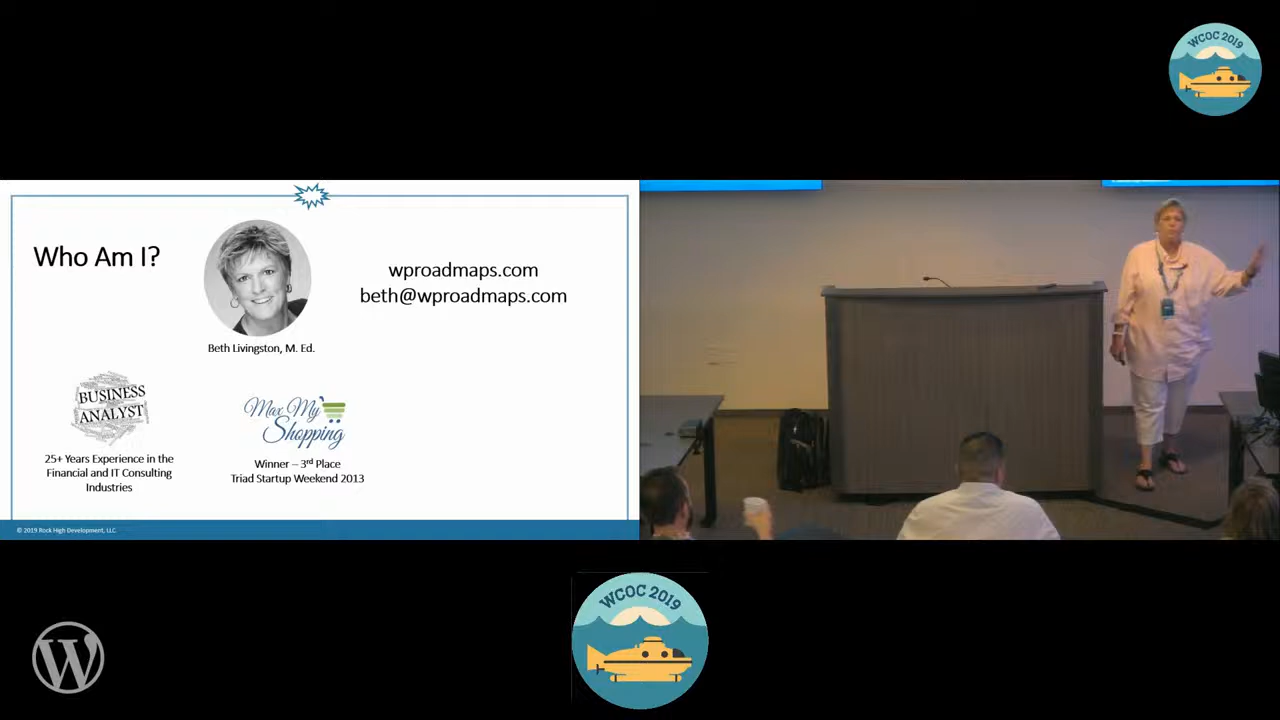 WCOC 2019
Who Am I?
wproadmaps.com
beth@wproadmaps.com
Beth Livingston, M. Ed.
BUSINESS
ANALYST
25+ Years Experience in the
Financial and IT Consulting
Industries
Max My
Shopping
Winner – 3rd Place
Triad Startup Weekend 2013
© 2019 Rock High Development, LLC
WCOC 2019
W